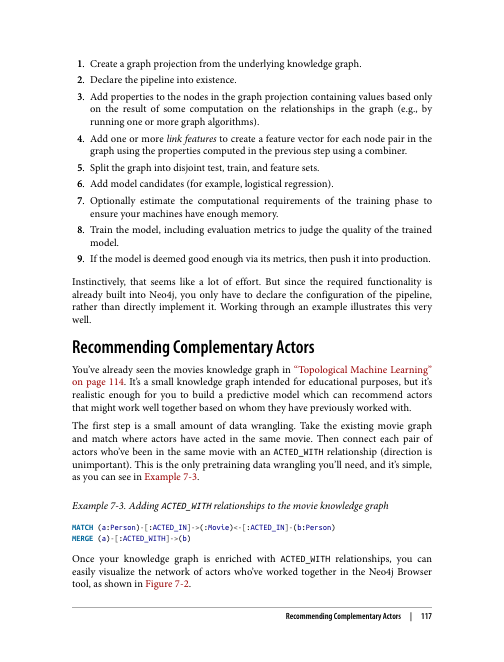 1. Create a graph projection from the underlying knowledge graph.
2. Declare the pipeline into existence.
3. Add properties to the nodes in the graph projection containing values based only
on the result of some computation on the relationships in the graph (e.g., by
running one or more graph algorithms).
4. Add one or more link features to create a feature vector for each node pair in the
graph using the properties computed in the previous step using a combiner.
5. Split the graph into disjoint test, train, and feature sets.
6. Add model candidates (for example, logistical regression).
7. Optionally estimate the computational requirements of the training phase to
ensure your machines have enough memory.
8. Train the model, including evaluation metrics to judge the quality of the trained
model.
9. If the model is deemed good enough via its metrics, then push it into production.
Instinctively, that seems like a lot of effort. But since the required functionality is
already built into Neo4j, you only have to declare the configuration of the pipeline,
rather than directly implement it. Working through an example illustrates this very
well.
Recommending Complementary Actors
You've already seen the movies knowledge graph in “Topological Machine Learning”
on page 114. It's a small knowledge graph intended for educational purposes, but it's
realistic enough for you to build a predictive model which can recommend actors
that might work well together based on whom they have previously worked with.
The first step is a small amount of data wrangling. Take the existing movie graph
and match where actors have acted in the same movie. Then connect each pair of
actors who've been in the same movie with an ACTED_WITH relationship (direction is
unimportant). This is the only pretraining data wrangling you'll need, and it's simple,
as you can see in Example 7-3.
Example 7-3. Adding ACTED_WITH relationships to the movie knowledge graph
MATCH (a:Person)-[:ACTED_IN]->(:Movie)<-[:ACTED_IN]-(b:Person)
MERGE (a)-[:ACTED_WITH]->(b)
Once your knowledge graph is enriched with ACTED_WITH relationships, you can
easily visualize the network of actors who've worked together in the Neo4j Browser
tool, as shown in Figure 7-2.
Recommending Complementary Actors | 117